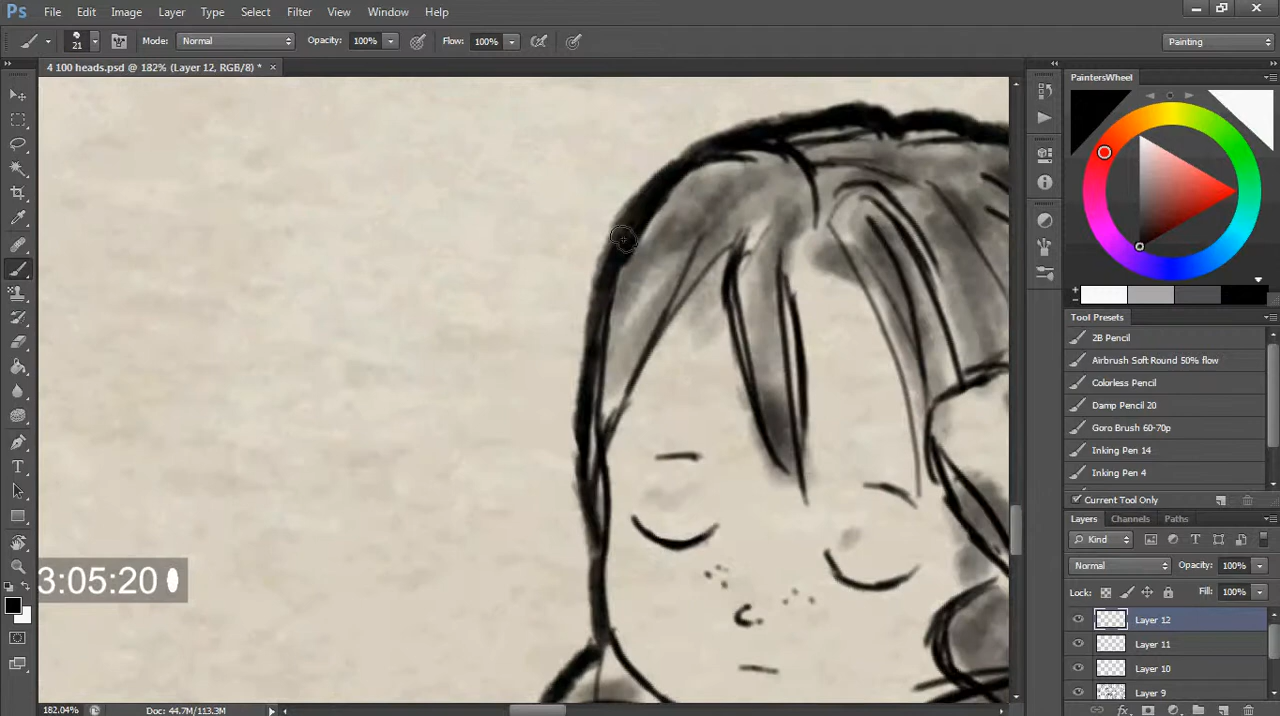 Ps File Edit Image Layer Type Select Filter 3D View Window Help
21 Mode: Normal Opacity: 100% Flow: 100% Painting
4 100 heads.psd @ 182% (Layer 12, RGB/8) * ×
PaintersWheel
Tool Presets
2B Pencil
Airbrush Soft Round 50% flow
Colorless Pencil
Damp Pencil 20
Goro Brush 60-70p
Inking Pen 14
Inking Pen 4
Current Tool Only
Layers Channels Paths
Kind
Normal Opacity: 100%
Lock: Fill: 100%
Layer 12
Layer 11
Layer 10
Layer 9
3:05:20
182.04% Doc: 44.7M/113.3M